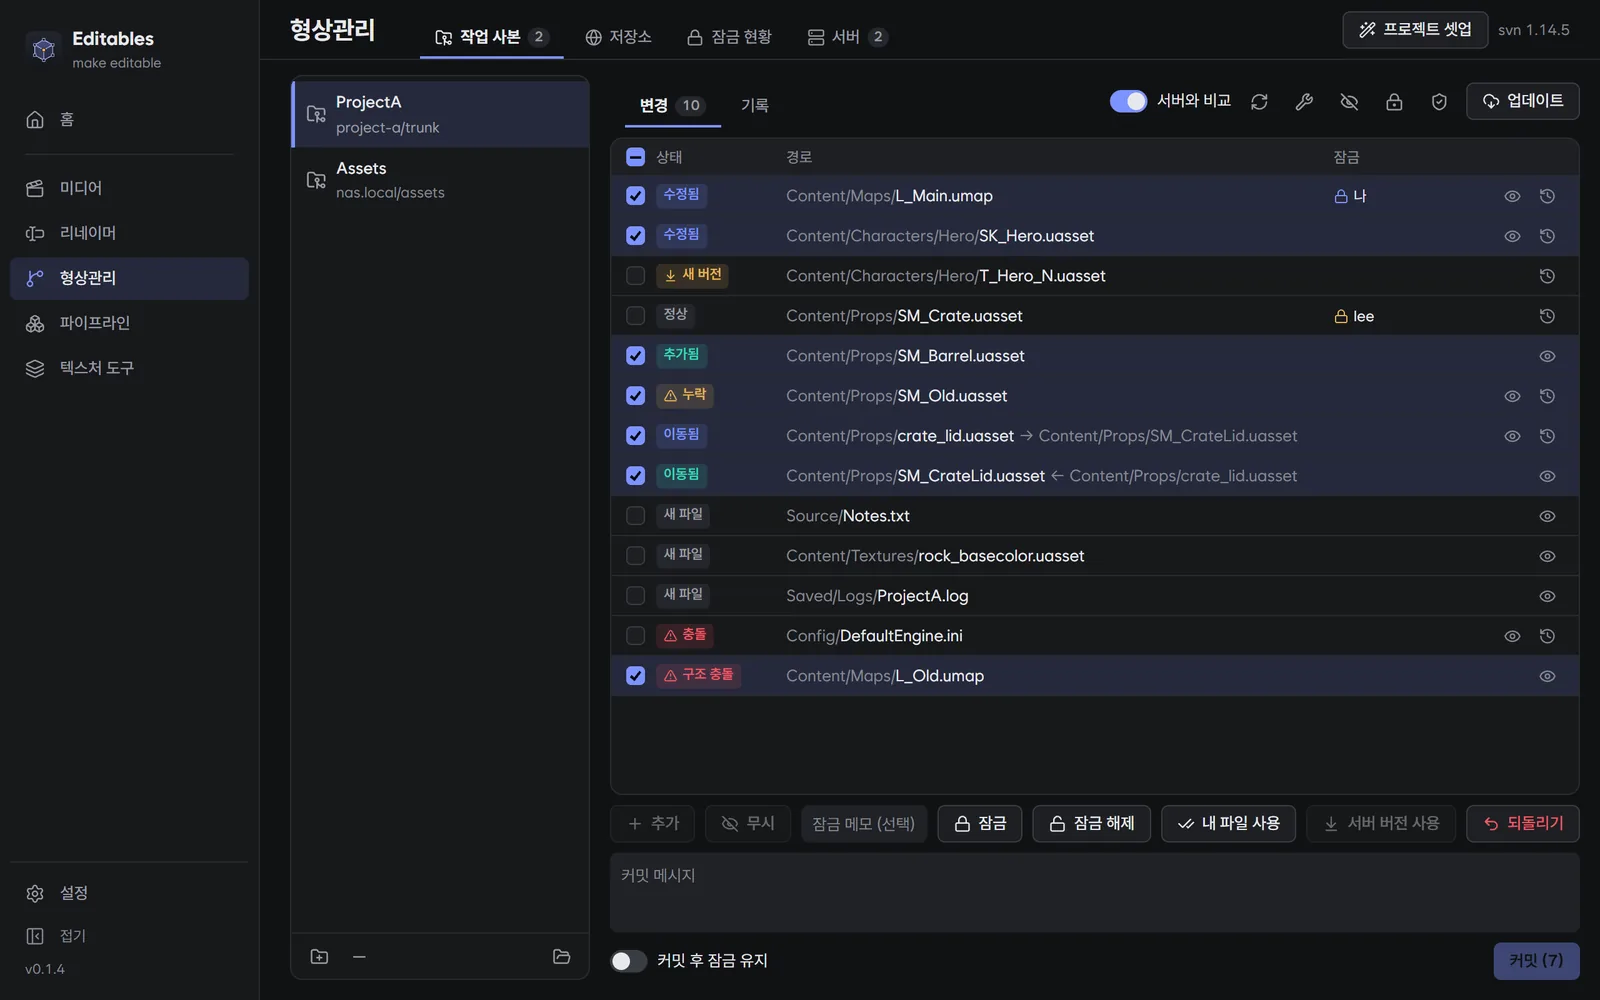 Editables
make editable
홈
미디어
리네이머
형상관리
파이프라인
텍스처 도구
설정
접기
v0.1.4
형상관리
작업 사본 2
저장소
잠금 현황
서버 2
프로젝트 셋업
svn 1.14.5
ProjectA
project-a/trunk
Assets
nas.local/assets
변경 10
기록
서버와 비교
업데이트
상태 경로 잠금
수정됨 Content/Maps/L_Main.umap 나
수정됨 Content/Characters/Hero/SK_Hero.uasset
새 버전 Content/Characters/Hero/T_Hero_N.uasset
정상 Content/Props/SM_Crate.uasset lee
추가됨 Content/Props/SM_Barrel.uasset
누락 Content/Props/SM_Old.uasset
이동됨 Content/Props/crate_lid.uasset → Content/Props/SM_CrateLid.uasset
이동됨 Content/Props/SM_CrateLid.uasset ← Content/Props/crate_lid.uasset
새 파일 Source/Notes.txt
새 파일 Content/Textures/rock_basecolor.uasset
새 파일 Saved/Logs/ProjectA.log
충돌 Config/DefaultEngine.ini
구조 충돌 Content/Maps/L_Old.umap
추가
무시
잠금 메모 (선택)
잠금
잠금 해제
내 파일 사용
서버 버전 사용
되돌리기
커밋 메시지
커밋 후 잠금 유지
커밋 (7)